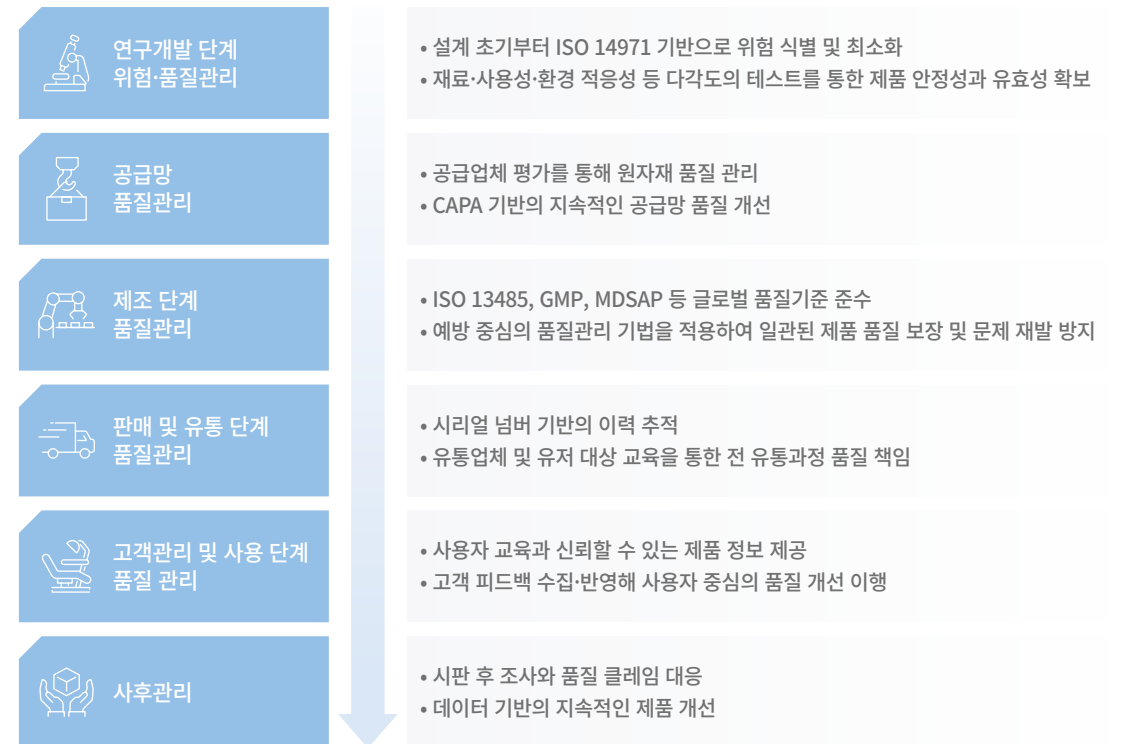 연구개발 단계
위험·품질관리
• 설계 초기부터 ISO 14971 기반으로 위험 식별 및 최소화
• 재료·사용성·환경 적응성 등 다각도의 테스트를 통한 제품 안정성과 유효성 확보
공급망
품질관리
• 공급업체 평가를 통해 원자재 품질 관리
• CAPA 기반의 지속적인 공급망 품질 개선
제조 단계
품질관리
• ISO 13485, GMP, MDSAP 등 글로벌 품질기준 준수
• 예방 중심의 품질관리 기법을 적용하여 일관된 제품 품질 보장 및 문제 재발 방지
판매 및 유통 단계
품질관리
• 시리얼 넘버 기반의 이력 추적
• 유통업체 및 유저 대상 교육을 통한 전 유통과정 품질 책임
고객관리 및 사용 단계
품질 관리
• 사용자 교육과 신뢰할 수 있는 제품 정보 제공
• 고객 피드백 수집·반영해 사용자 중심의 품질 개선 이행
사후관리
• 시판 후 조사와 품질 클레임 대응
• 데이터 기반의 지속적인 제품 개선